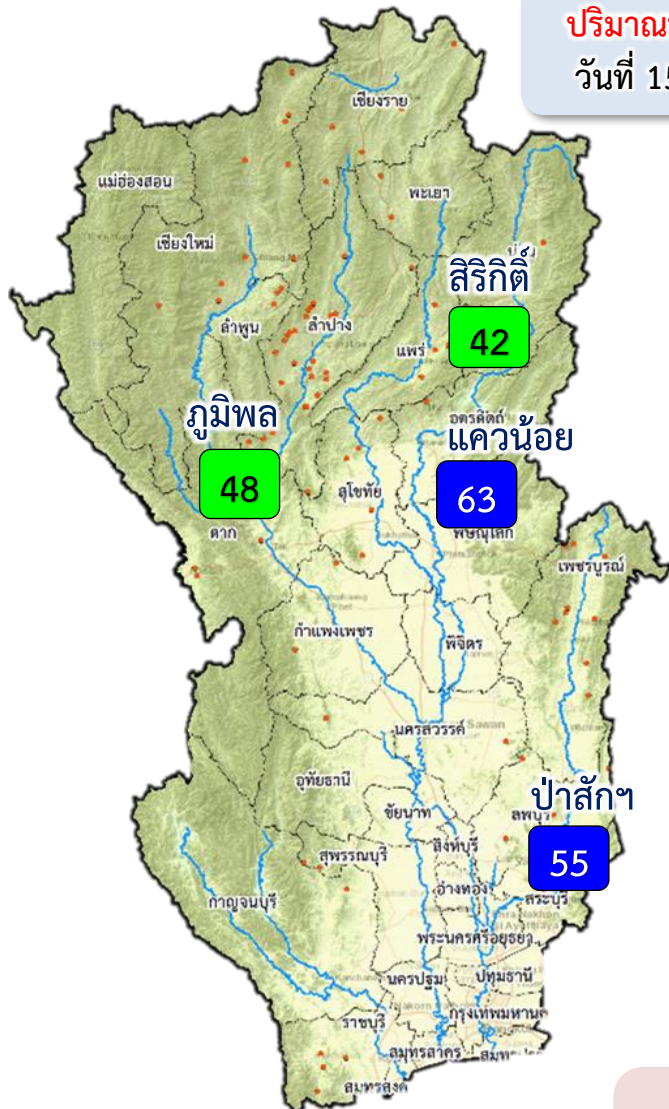 ปริมาณ
วันที่ 15
เชียงราย
แม่ฮ่องสอน
พะเยา
เชียงใหม่
น่าน
สิริกิติ์
42
ลำพูน
ลำปาง
แพร่
อุตรดิตถ์
ภูมิพล
48
แควน้อย
63
สุโขทัย
ตาก
พิษณุโลก
เพชรบูรณ์
กำแพงเพชร
พิจิตร
นครสวรรค์
Sawan
อุทัยธานี
ป่าสักฯ
55
ชัยนาท
ลพบุรี
สิงห์บุรี
สุพรรณบุรี
อ่างทอง
สระบุรี
กาญจนบุรี
พระนครศรีอยุธยา
นครปฐม
ปทุมธานี
ราชบุรี
กรุงเทพมหานค
สมุทรสาคร
สมุทรสงค